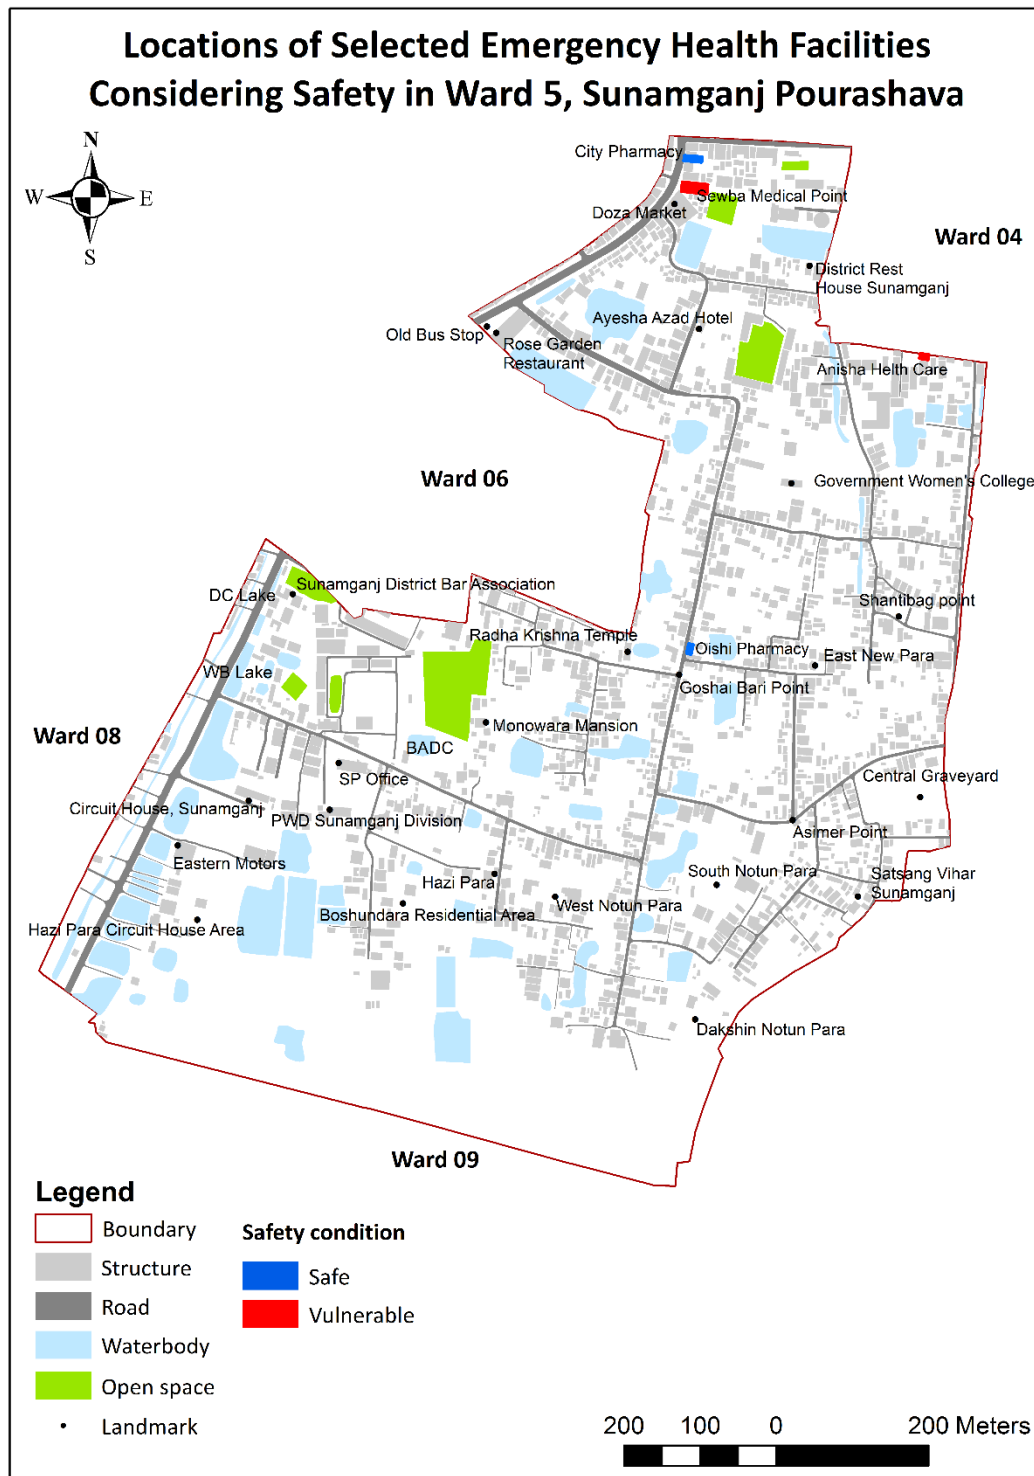 Locations of Selected Emergency Health Facilities
Considering Safety in Ward 5, Sunamganj Pourashava
N
W
E
S
City Pharmacy
Sewba Medical Point
Doza Market
Ward 04
District Rest
House Sunamganj
Ayesha Azad Hotel
Old Bus Stop
Rose Garden
Restaurant
Anisha Helth Care
Ward 06
Government Women's College
Sunamganj District Bar Association
DC Lake
Shantibag point
Radha Krishna Temple
Oishi Pharmacy
East New Para
WB Lake
Goshai Bari Point
Ward 08
Monowara Mansion
BADC
SP Office
Central Graveyard
Circuit House, Sunamganj
PWD Sunamganj Division
Asimer Point
Eastern Motors
Hazi Para
South Notun Para
Satsang Vihar
Sunamganj
Boshundara Residential Area
West Notun Para
Hazi Para Circuit House Area
Dakshin Notun Para
Ward 09
Legend
Boundary
Structure
Road
Waterbody
Open space
Landmark
Safety condition
Safe
Vulnerable
200 100 0 200 Meters